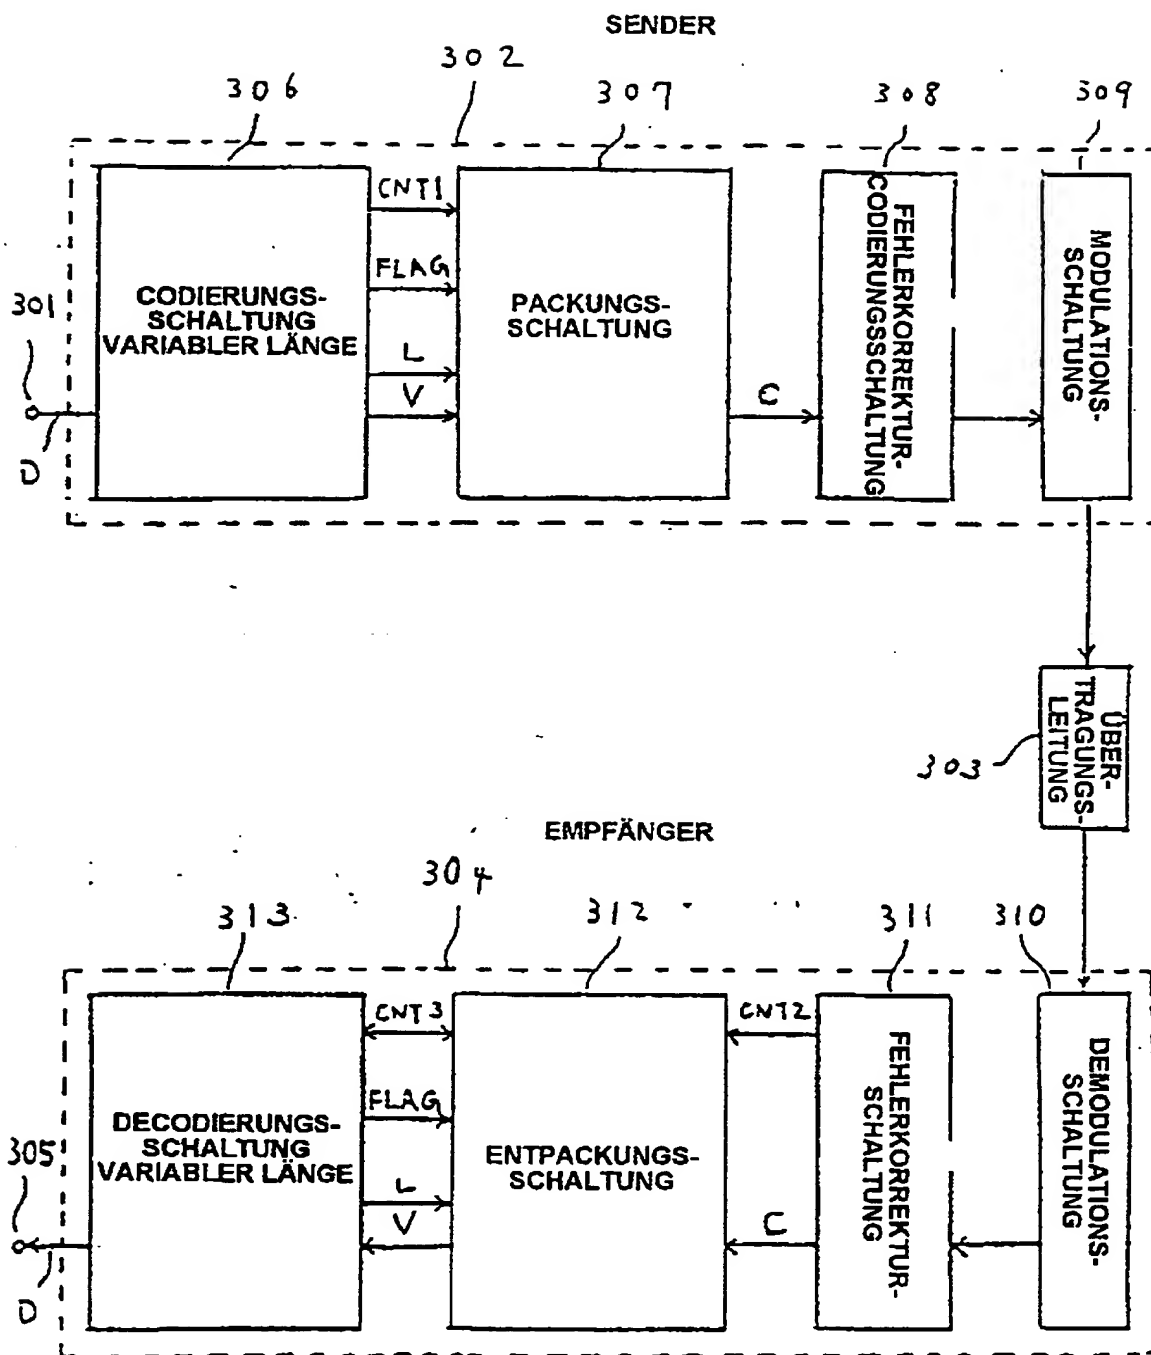 SENDER
302
306
307
308
309
CNT1
FLAG
L
V
CODIERUNGS-
SCHALTUNG
VARIABLER LÄNGE
PACKUNGS-
SCHALTUNG
C
FEHLERKORREKTUR-
CODIERUNGSSCHALTUNG
MODULATIONS-
SCHALTUNG
301
D
ÜBER-
TRAGUNGS-
LEITUNG
303
EMPFÄNGER
304
313
312
311
310
CNT3
CNT2
FLAG
L
V
DECODIERUNGS-
SCHALTUNG
VARIABLER LÄNGE
ENTPACKUNGS-
SCHALTUNG
C
FEHLERKORREKTUR-
SCHALTUNG
DEMODULATIONS-
SCHALTUNG
305
D